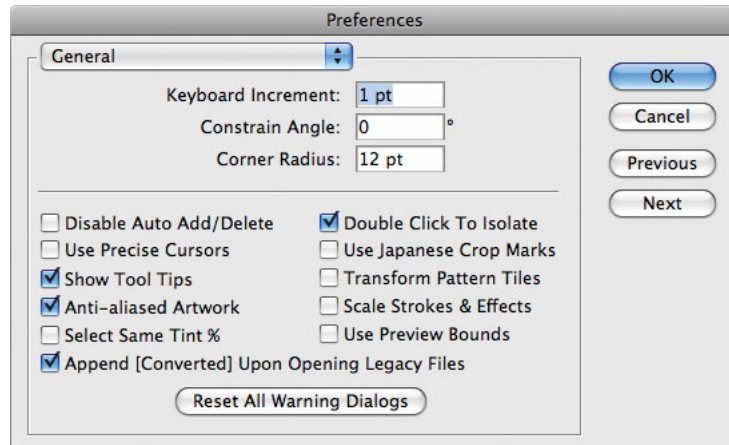 Preferences
General
Keyboard Increment: 1 pt
Constrain Angle: 0 °
Corner Radius: 12 pt
OK
Cancel
Previous
Next
Disable Auto Add/Delete
Double Click To Isolate
Use Precise Cursors
Use Japanese Crop Marks
Show Tool Tips
Transform Pattern Tiles
Anti-aliased Artwork
Scale Strokes & Effects
Select Same Tint %
Use Preview Bounds
Append [Converted] Upon Opening Legacy Files
Reset All Warning Dialogs